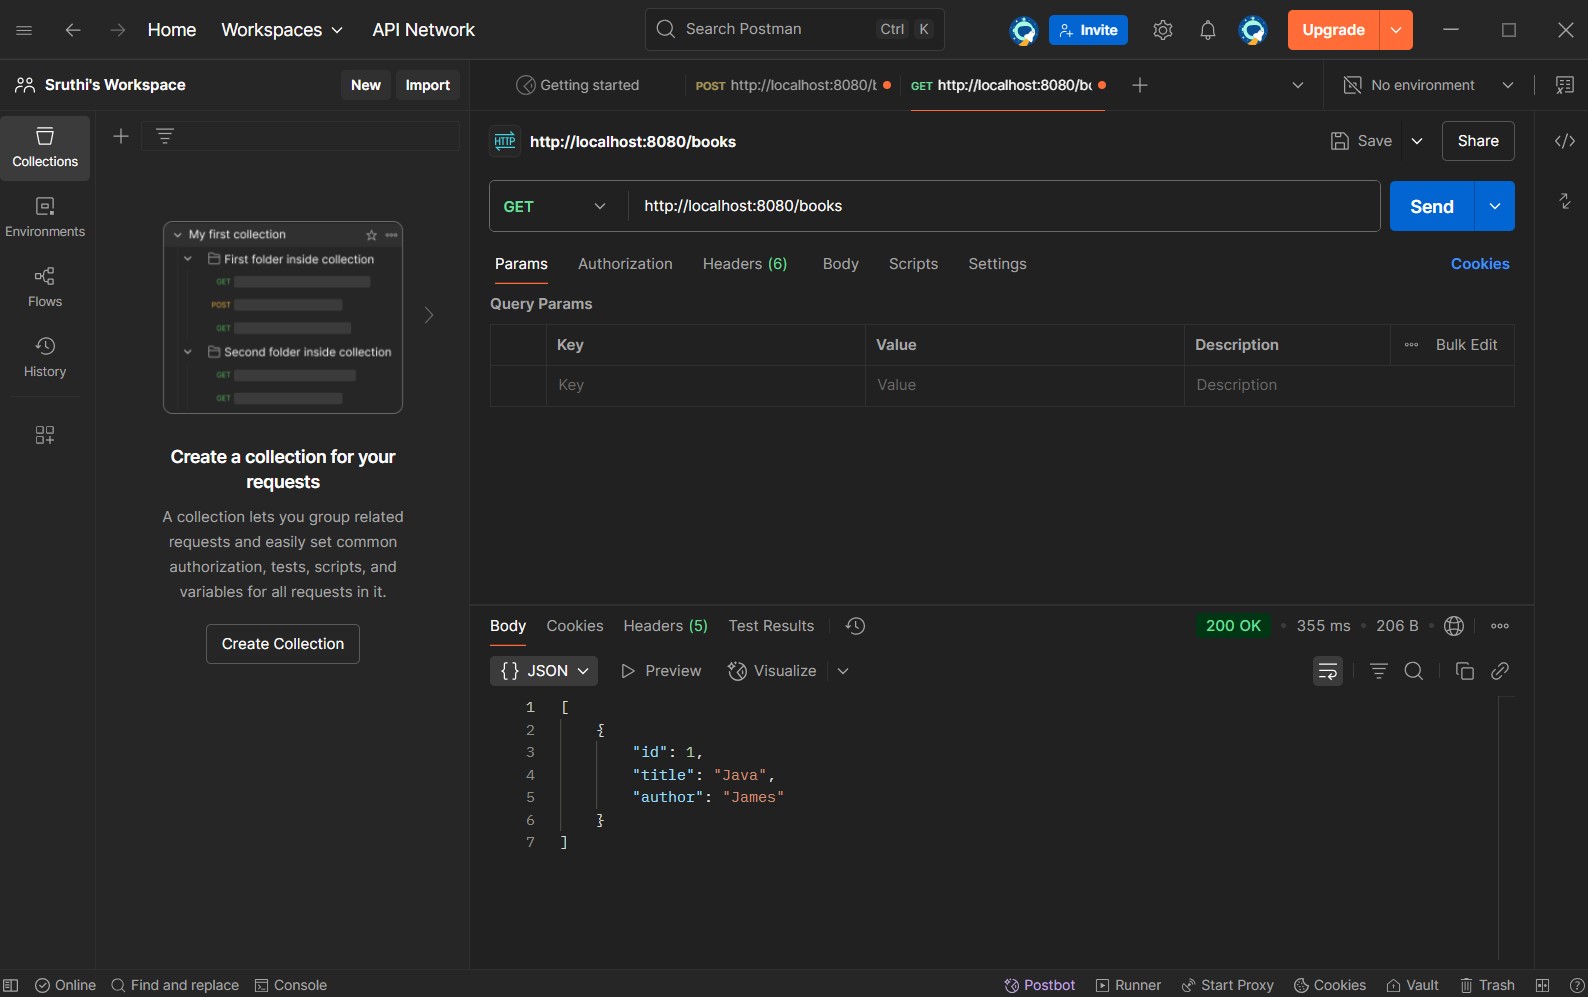 Home Workspaces API Network Search Postman Ctrl K Invite Upgrade
Sruthi's Workspace New Import Getting started POST http://localhost:8080/b GET http://localhost:8080/bo No environment
Collections
Environments
Flows
History
My first collection
First folder inside collection
GET
POST
GET
Second folder inside collection
GET
GET
Create a collection for your
requests
A collection lets you group related
requests and easily set common
authorization, tests, scripts, and
variables for all requests in it.
Create Collection
HTTP http://localhost:8080/books Save Share
GET http://localhost:8080/books Send
Params Authorization Headers (6) Body Scripts Settings Cookies
Query Params
Key Value Description Bulk Edit
Key Value Description
Body Cookies Headers (5) Test Results 200 OK 355 ms 206 B
{} JSON Preview Visualize
1 [
2 {
3 "id": 1,
4 "title": "Java",
5 "author": "James"
6 }
7 ]
Online Find and replace Console Postbot Runner Start Proxy Cookies Vault Trash